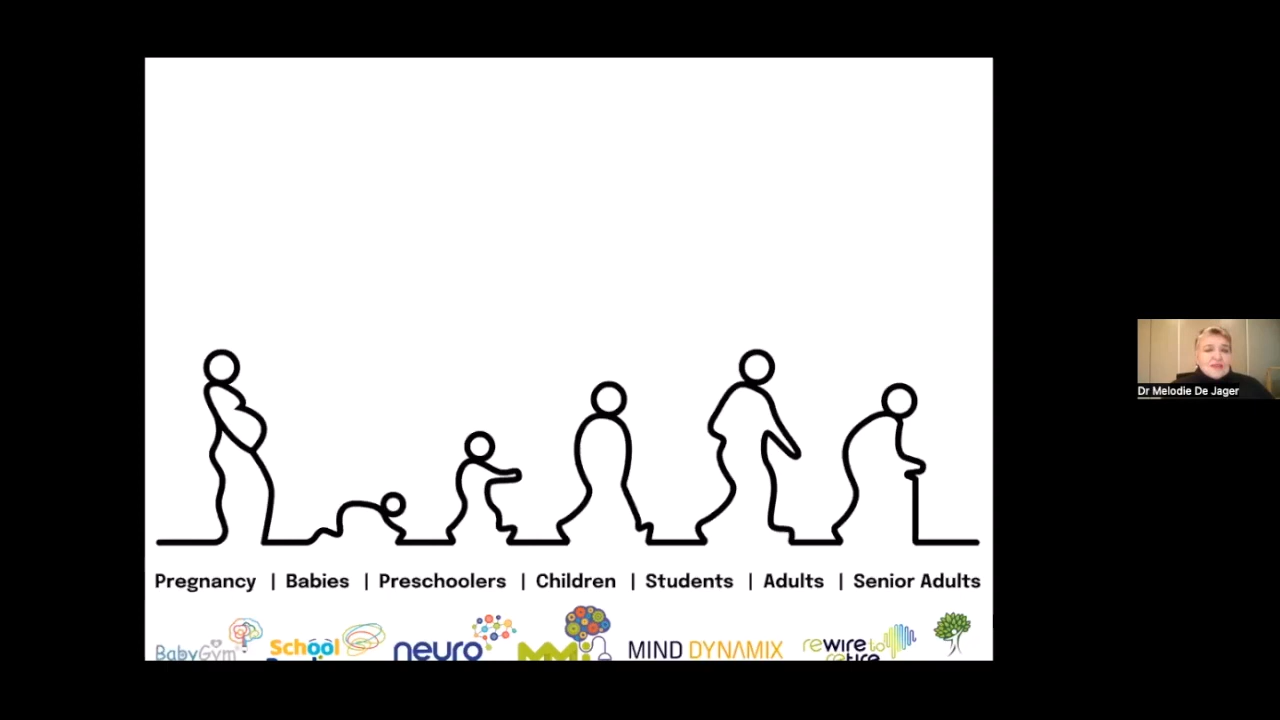 Dr Melodie De Jager
Pregnancy | Babies | Preschoolers | Children | Students | Adults | Senior Adults
BabyGym School neuro MIND DYNAMIX rewire to retire